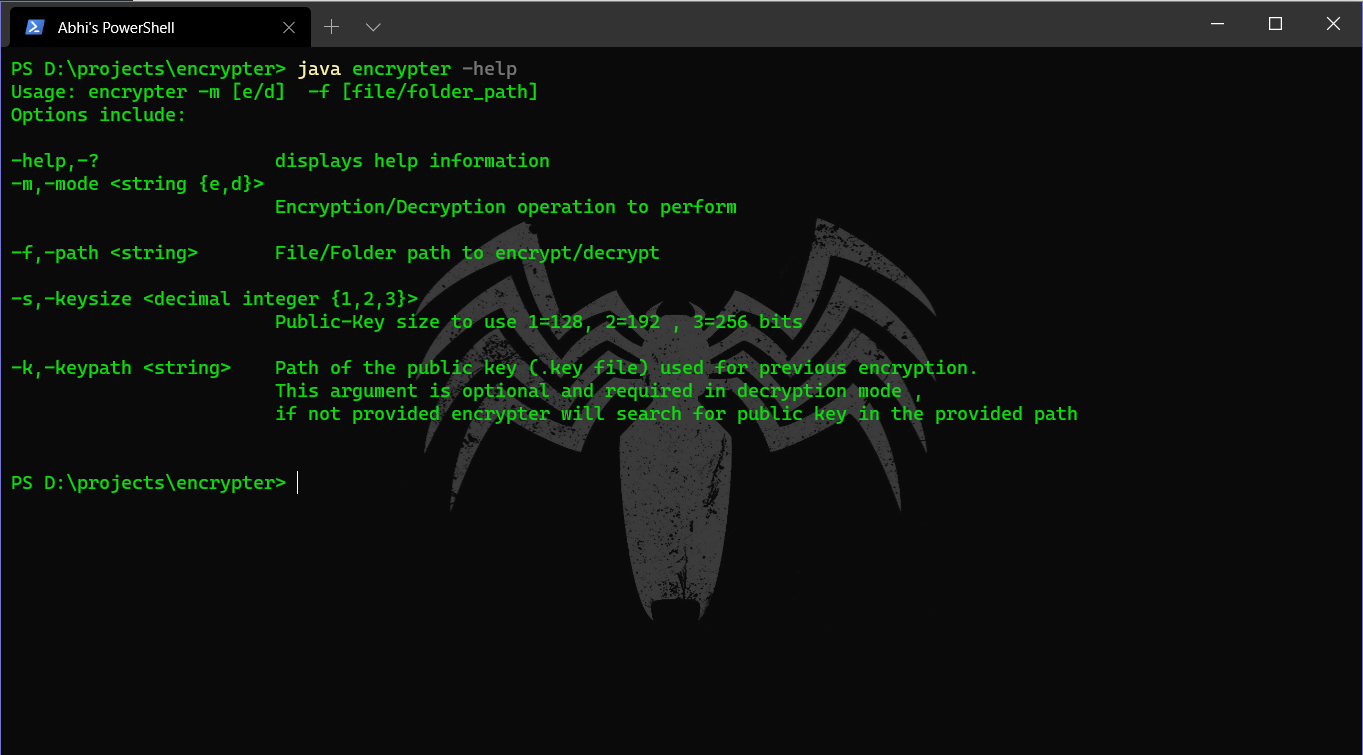 Abhi's PowerShell
PS D:\projects\encrypter> java encrypter -help
Usage: encrypter -m [e/d]  -f [file/folder_path]
Options include:
-help,-?                displays help information
-m,-mode <string {e,d}>
                        Encryption/Decryption operation to perform
-f,-path <string>       File/Folder path to encrypt/decrypt
-s,-keysize <decimal integer {1,2,3}>
                        Public-Key size to use 1=128, 2=192 , 3=256 bits
-k,-keypath <string>    Path of the public key (.key file) used for previous encryption.
                        This argument is optional and required in decryption mode ,
                        if not provided encrypter will search for public key in the provided path
PS D:\projects\encrypter>